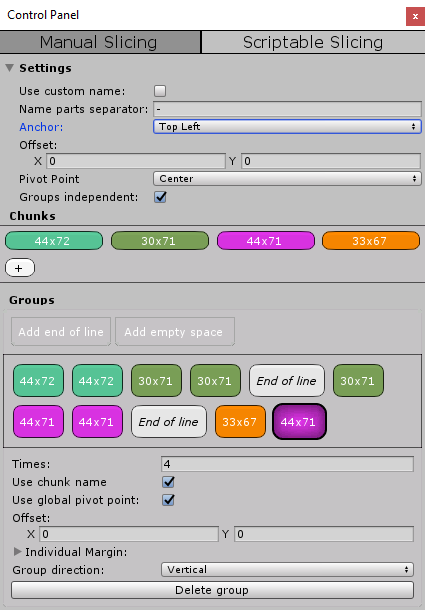 Control Panel x
Manual Slicing Scriptable Slicing
Settings
Use custom name:
Name parts separator: -
Anchor: Top Left
Offset:
X 0 Y 0
Pivot Point Center
Groups independent:
Chunks
44x72 30x71 44x71 33x67
+
Groups
Add end of line Add empty space
44x72 44x72 30x71 30x71 End of line 30x71
44x71 44x71 End of line 33x67 44x71
Times: 4
Use chunk name
Use global pivot point:
Offset:
X 0 Y 0
Individual Margin:
Group direction: Vertical
Delete group